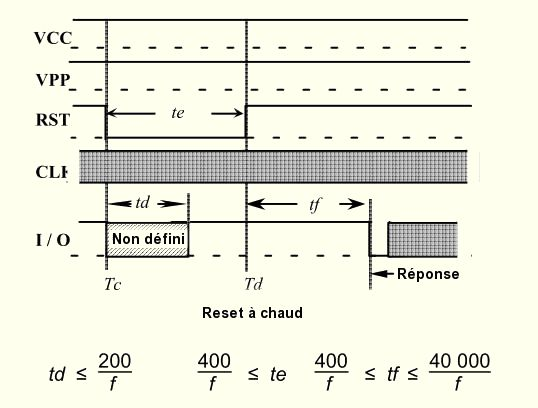 VCC
VPP
RST te
CLK
td tf
I / O Non défini
Réponse
Tc Td
Reset à chaud
td ≤ 200/f 400/f ≤ te 400/f ≤ tf ≤ 40 000/f